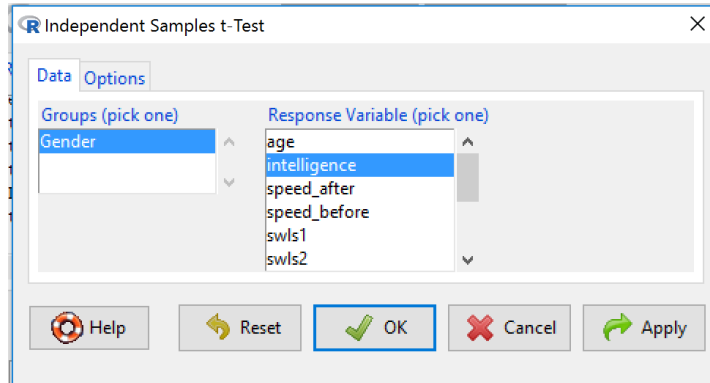 Independent Samples t-Test
Data Options
Groups (pick one) Response Variable (pick one)
Gender age
intelligence
speed_after
speed_before
swls1
swls2
Help Reset OK Cancel Apply